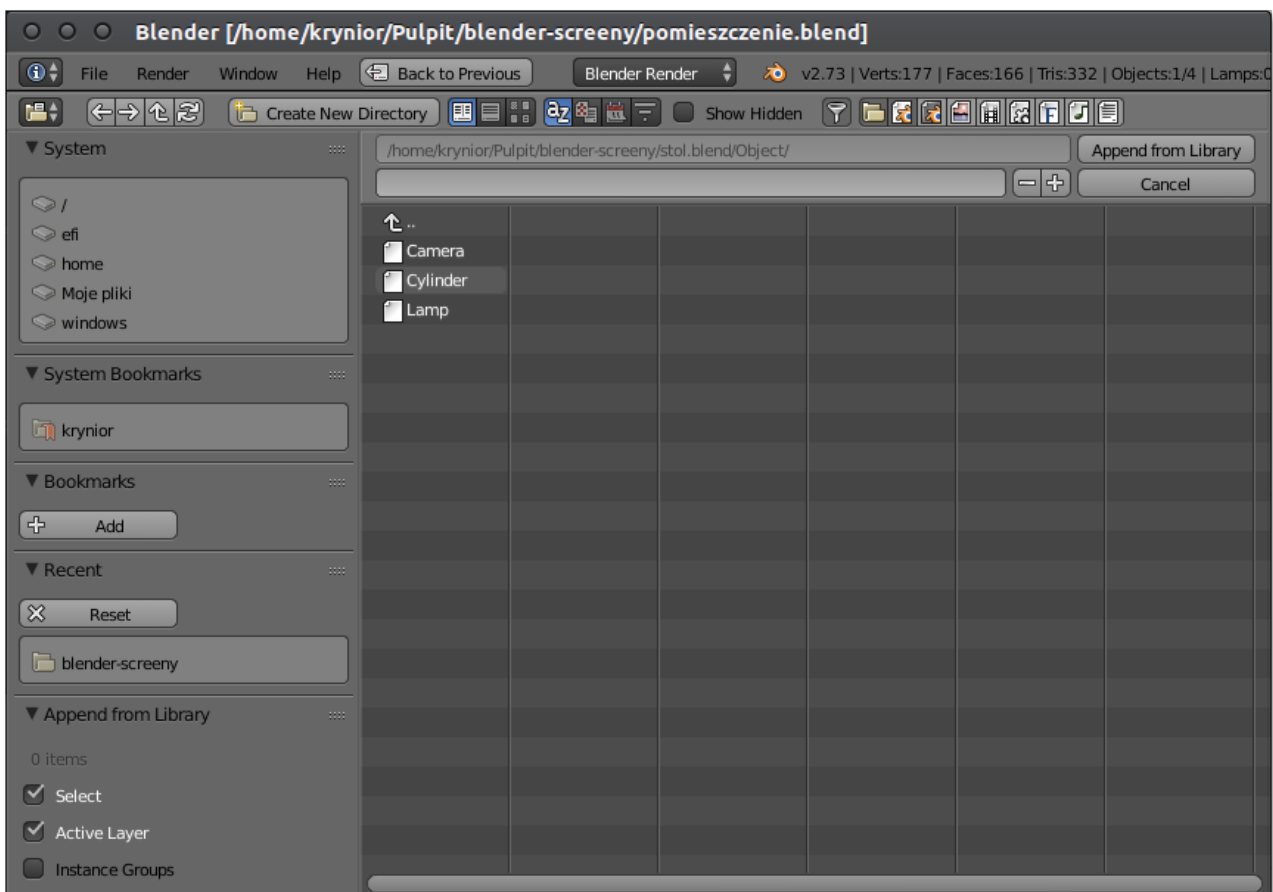 Blender [/home/krynior/Pulpit/blender-screeny/pomieszczenie.blend]
File Render Window Help Back to Previous Blender Render v2.73 | Verts:177 | Faces:166 | Tris:332 | Objects:1/4 | Lamps:0
Create New Directory Show Hidden
System
/
efi
home
Moje pliki
windows
System Bookmarks
krynior
Bookmarks
Add
Recent
Reset
blender-screeny
Append from Library
0 items
Select
Active Layer
Instance Groups
/home/krynior/Pulpit/blender-screeny/stol.blend/Object/ Append from Library
Cancel
..
Camera
Cylinder
Lamp